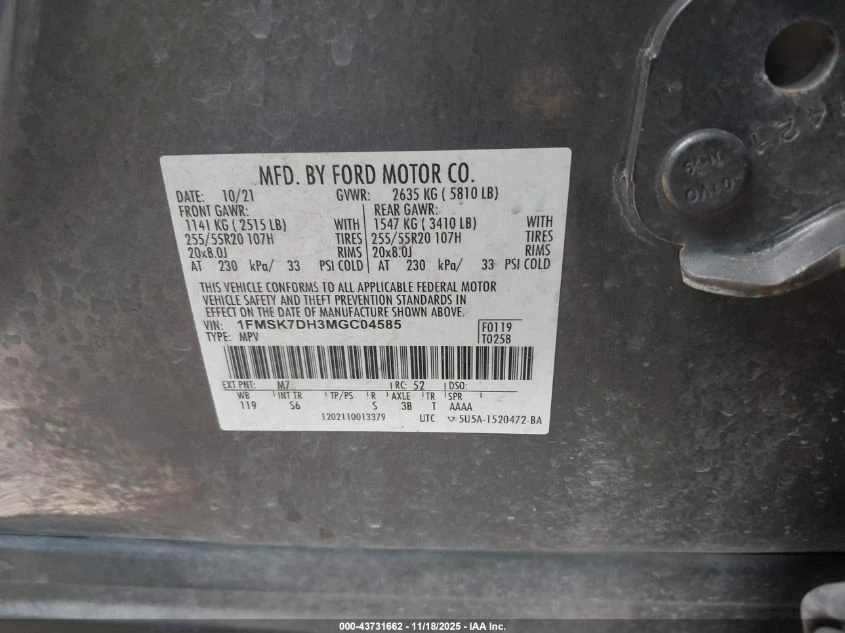 MFD. BY FORD MOTOR CO.
DATE: 10/21 GVWR: 2635 KG ( 5810 LB)
FRONT GAWR: REAR GAWR:
1141 KG ( 2515 LB) WITH 1547 KG ( 3410 LB) WITH
255/55R20 107H TIRES 255/55R20 107H TIRES
20x8.0J RIMS 20x8.0J RIMS
AT 230 kPa/ 33 PSI COLD AT 230 kPa/ 33 PSI COLD
THIS VEHICLE CONFORMS TO ALL APPLICABLE FEDERAL MOTOR
VEHICLE SAFETY AND THEFT PREVENTION STANDARDS IN
EFFECT ON THE DATE OF MANUFACTURE SHOWN ABOVE.
VIN: 1FMSK7DH3MGC04585 F0119
TYPE: MPV T0258
EXT PNT: M7 RC: 52 DSO:
WB INT TR TP/PS R AXLE TR SPR
119 S6 S 3B T AAAA
1202110013379 UTC 5U5A-1520472-BA
000-43731662 - 11/18/2025 - IAA Inc.